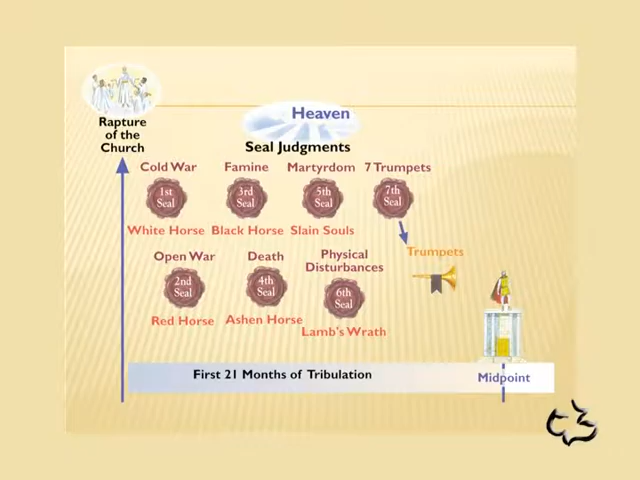 Heaven
Rapture
of the
Church
Seal Judgments
Cold War
Famine
Martyrdom
7 Trumpets
1st
Seal
3rd
Seal
5th
Seal
7th
Seal
White Horse
Black Horse
Slain Souls
Open War
Death
Physical
Disturbances
Trumpets
2nd
Seal
4th
Seal
6th
Seal
Red Horse
Ashen Horse
Lamb's Wrath
First 21 Months of Tribulation
Midpoint